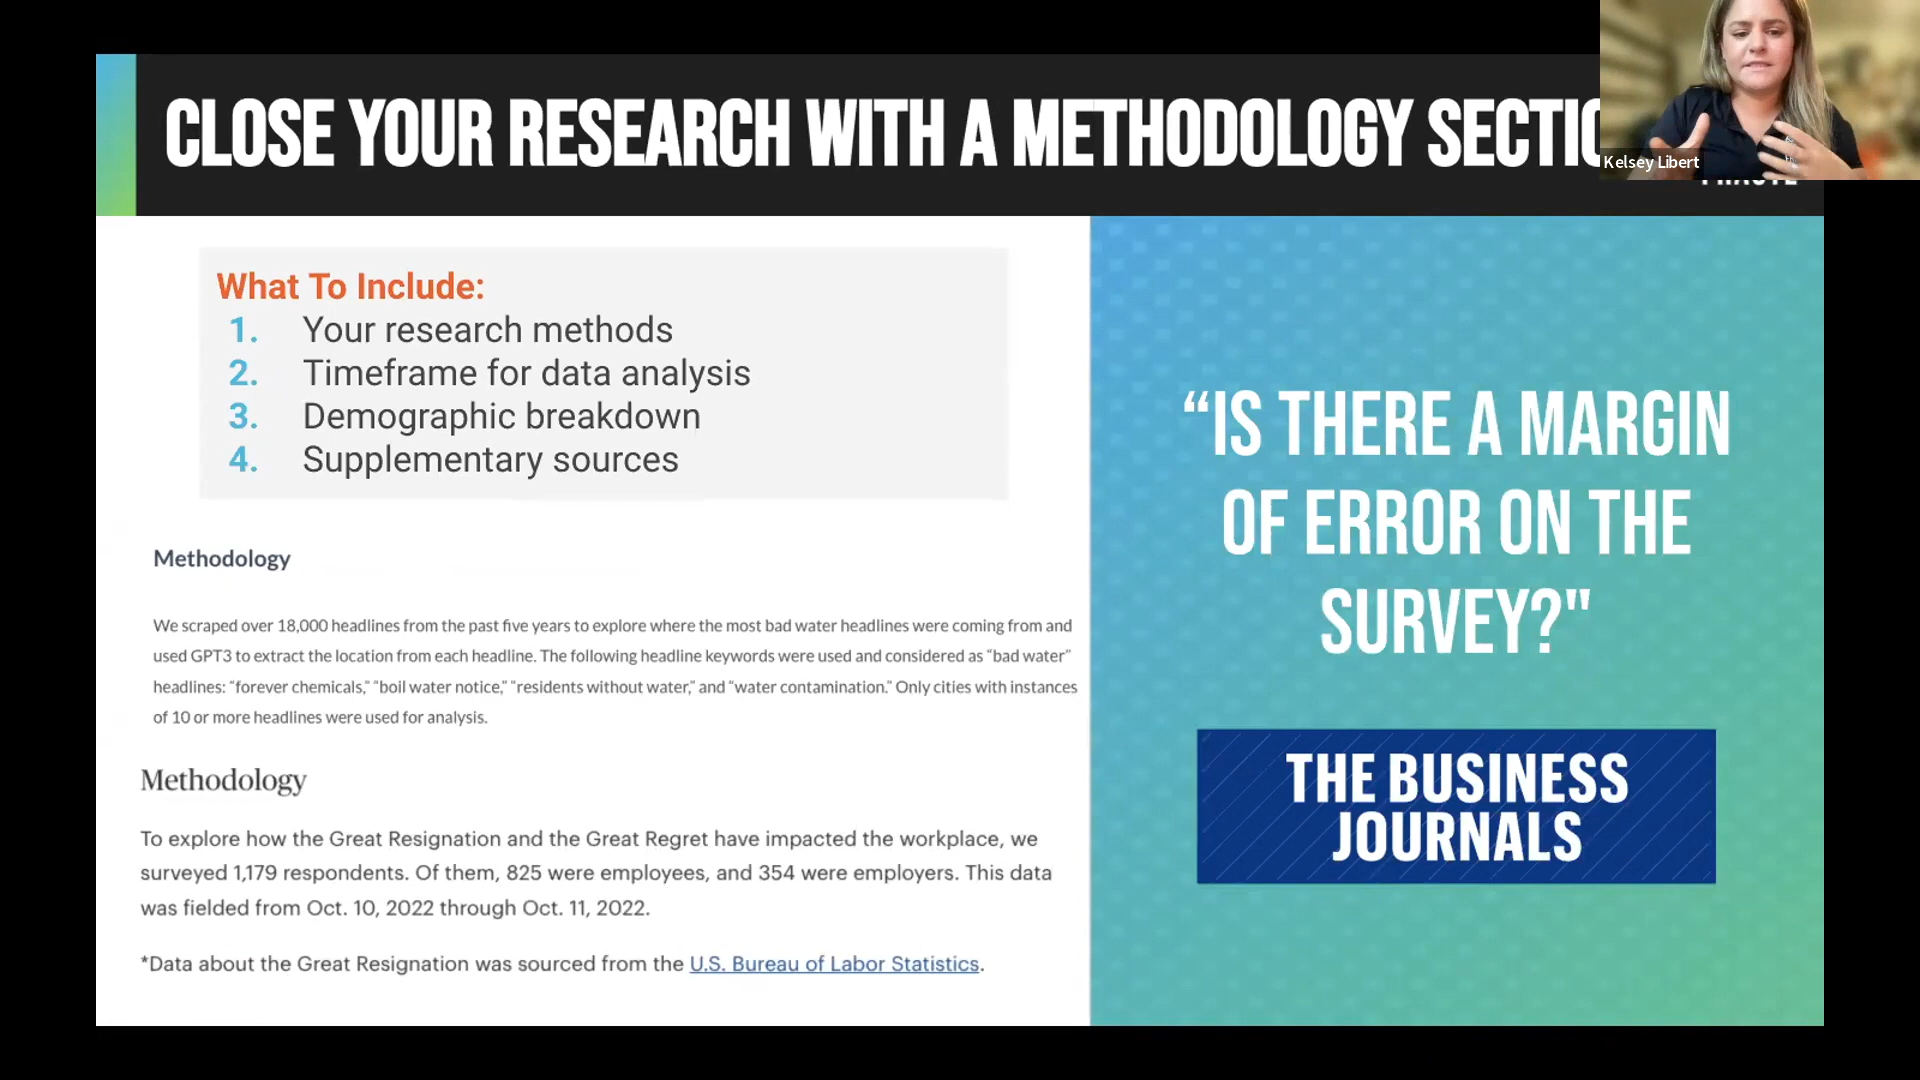 CLOSE YOUR RESEARCH WITH A METHODOLOGY
Kelsey Libert
What To Include:
1. Your research methods
2. Timeframe for data analysis
3. Demographic breakdown
4. Supplementary sources
Methodology
We scraped over 18,000 headlines from the past five years to explore where the most bad water headlines were coming from and
used GPT3 to extract the location from each headline. The following headline keywords were used and considered as “bad water”
headlines: “forever chemicals,” “boil water notice,” “residents without water,” and “water contamination.” Only cities with instances
of 10 or more headlines were used for analysis.
Methodology
To explore how the Great Resignation and the Great Regret have impacted the workplace, we
surveyed 1,179 respondents. Of them, 825 were employees, and 354 were employers. This data
was fielded from Oct. 10, 2022 through Oct. 11, 2022.
*Data about the Great Resignation was sourced from the U.S. Bureau of Labor Statistics.
“IS THERE A MARGIN
OF ERROR ON THE
SURVEY?"
THE BUSINESS
JOURNALS